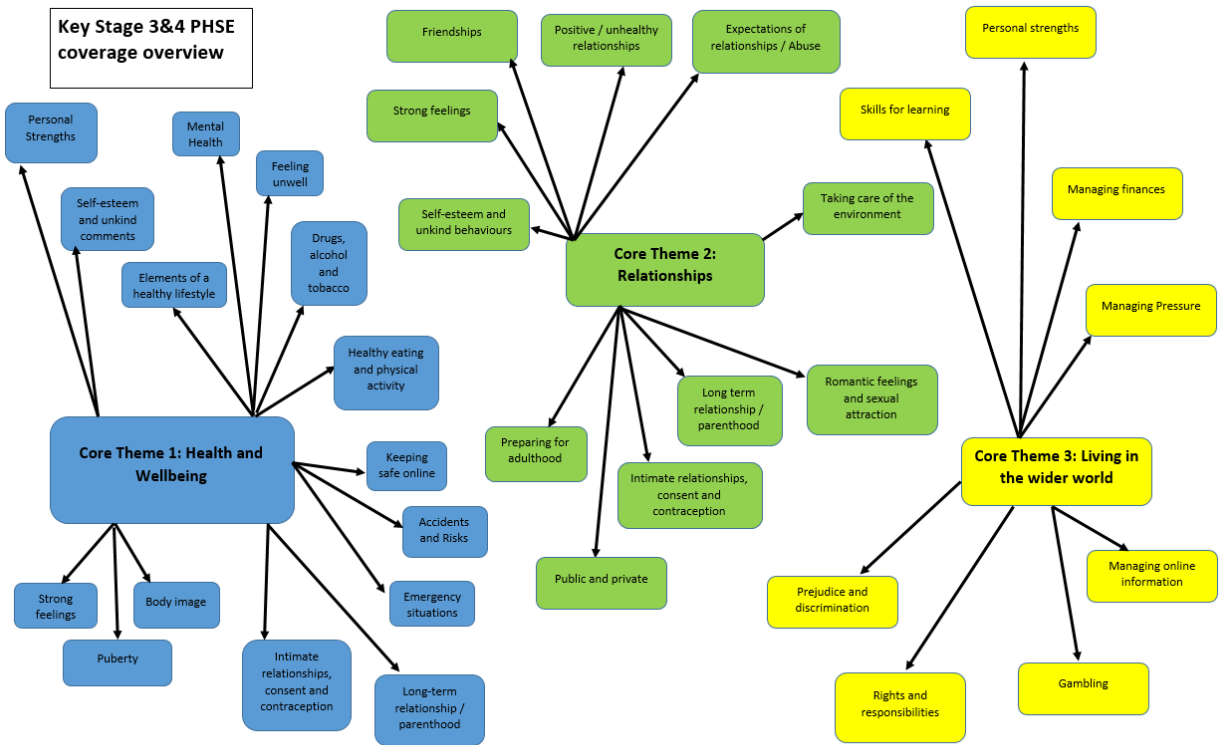 Key Stage 3&4 PHSE
coverage overview
Personal
Strengths
Mental
Health
Feeling
unwell
Self-esteem
and unkind
comments
Drugs,
alcohol
and
tobacco
Elements of a
healthy lifestyle
Healthy eating
and physical
activity
Core Theme 1: Health and
Wellbeing
Keeping
safe online
Accidents
and Risks
Emergency
situations
Strong
feelings
Body image
Puberty
Intimate
relationships,
consent and
contraception
Long-term
relationship /
parenthood
Friendships
Positive / unhealthy
relationships
Expectations of
relationships / Abuse
Strong feelings
Self-esteem and
unkind behaviours
Taking care of the
environment
Core Theme 2:
Relationships
Preparing for
adulthood
Long term
relationship /
parenthood
Romantic feelings
and sexual
attraction
Intimate relationships,
consent and
contraception
Public and private
Personal strengths
Skills for learning
Managing finances
Managing Pressure
Core Theme 3: Living in
the wider world
Prejudice and
discrimination
Managing online
information
Rights and
responsibilities
Gambling